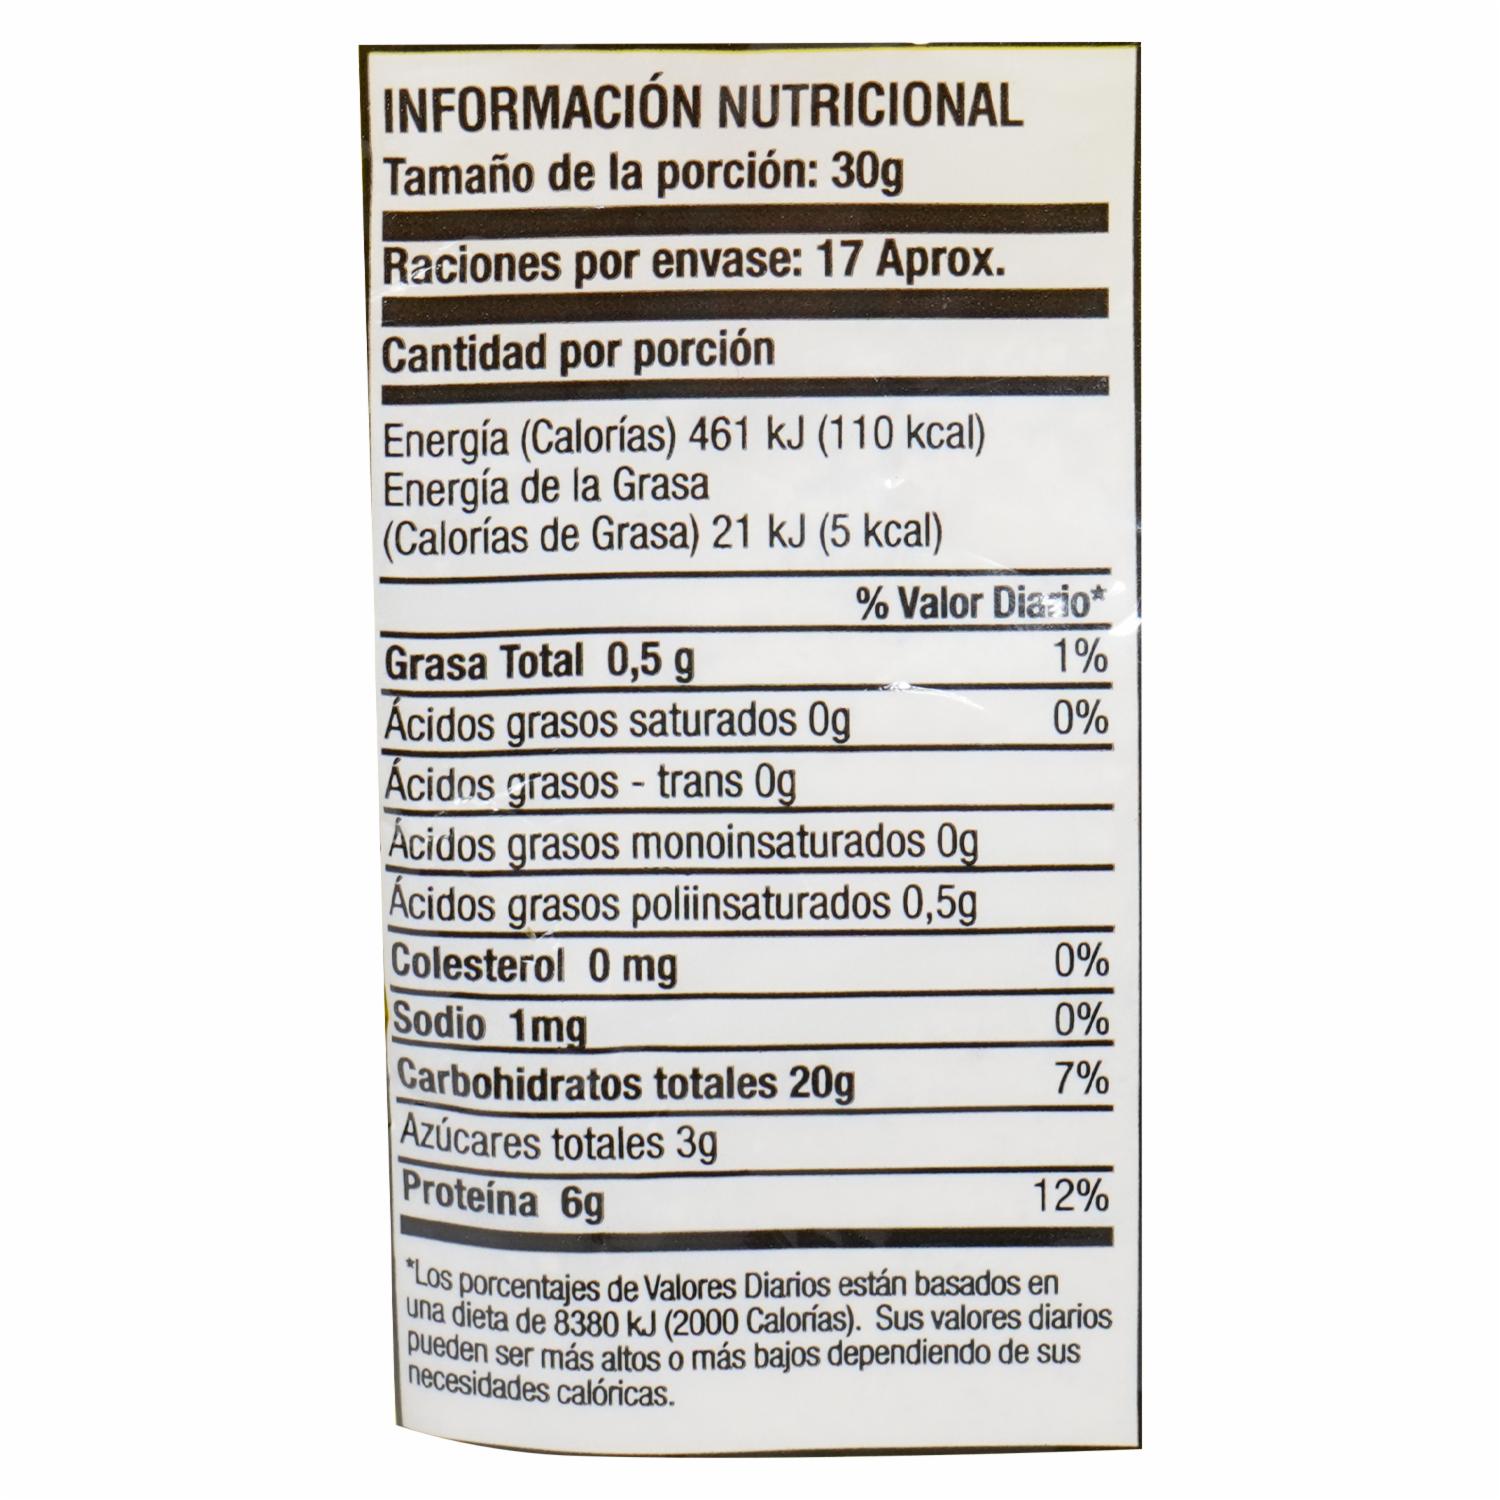 INFORMACIÓN NUTRICIONAL
Tamaño de la porción: 30g
Raciones por envase: 17 Aprox.
Cantidad por porción
Energía (Calorías) 461 kJ (110 kcal)
Energía de la Grasa
(Calorías de Grasa) 21 kJ (5 kcal)
% Valor Diario*
Grasa Total 0,5 g 1%
Ácidos grasos saturados 0g 0%
Ácidos grasos - trans 0g
Ácidos grasos monoinsaturados 0g
Ácidos grasos poliinsaturados 0,5g
Colesterol 0 mg 0%
Sodio 1mg 0%
Carbohidratos totales 20g 7%
Azúcares totales 3g
Proteína 6g 12%
*Los porcentajes de Valores Diarios están basados en
una dieta de 8380 kJ (2000 Calorías). Sus valores diarios
pueden ser más altos o más bajos dependiendo de sus
necesidades calóricas.